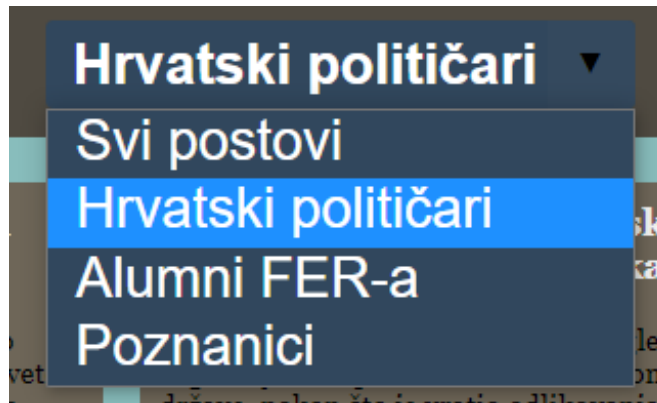 Hrvatski političari
Svi postovi
Hrvatski političari
Alumni FER-a
Poznanici